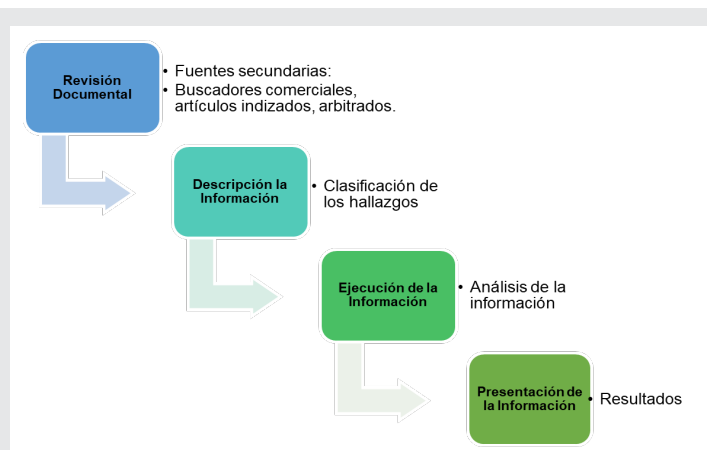 Revisión
Documental
• Fuentes secundarias:
• Buscadores comerciales,
artículos indizados, arbitrados.
Descripción la
Información
• Clasificación de
los hallazgos
Ejecución de la
Información
• Análisis de la
información
Presentación de
la Información
• Resultados